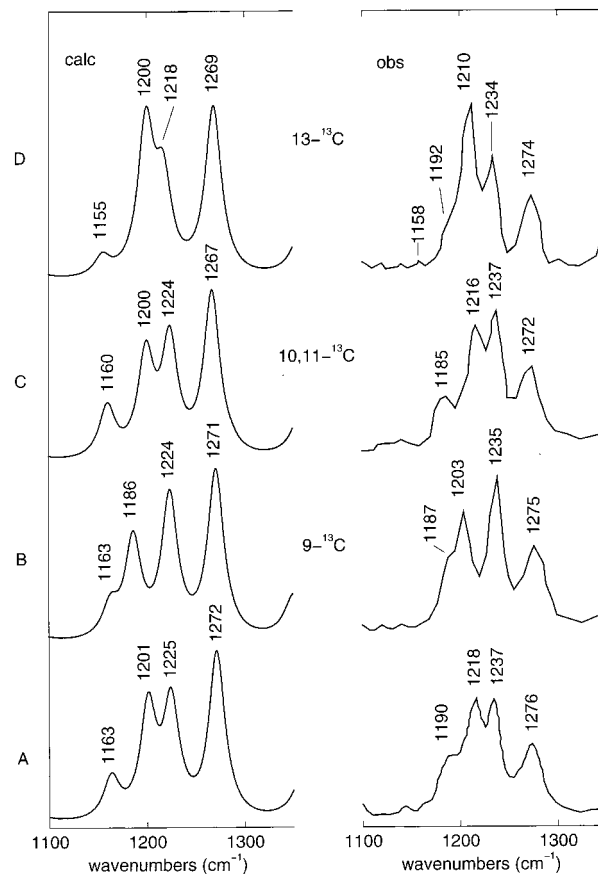 calc
obs
1200
1218
1269
1155
13–¹³C
1210
1234
1192
1158
1274
D
1200
1224
1267
1160
10,11–¹³C
1216
1237
1185
1272
C
1186
1224
1271
1163
9–¹³C
1203
1235
1187
1275
B
1201
1225
1272
1163
1218
1237
1190
1276
A
1100 1200 1300
1100 1200 1300
wavenumbers (cm⁻¹)
wavenumbers (cm⁻¹)